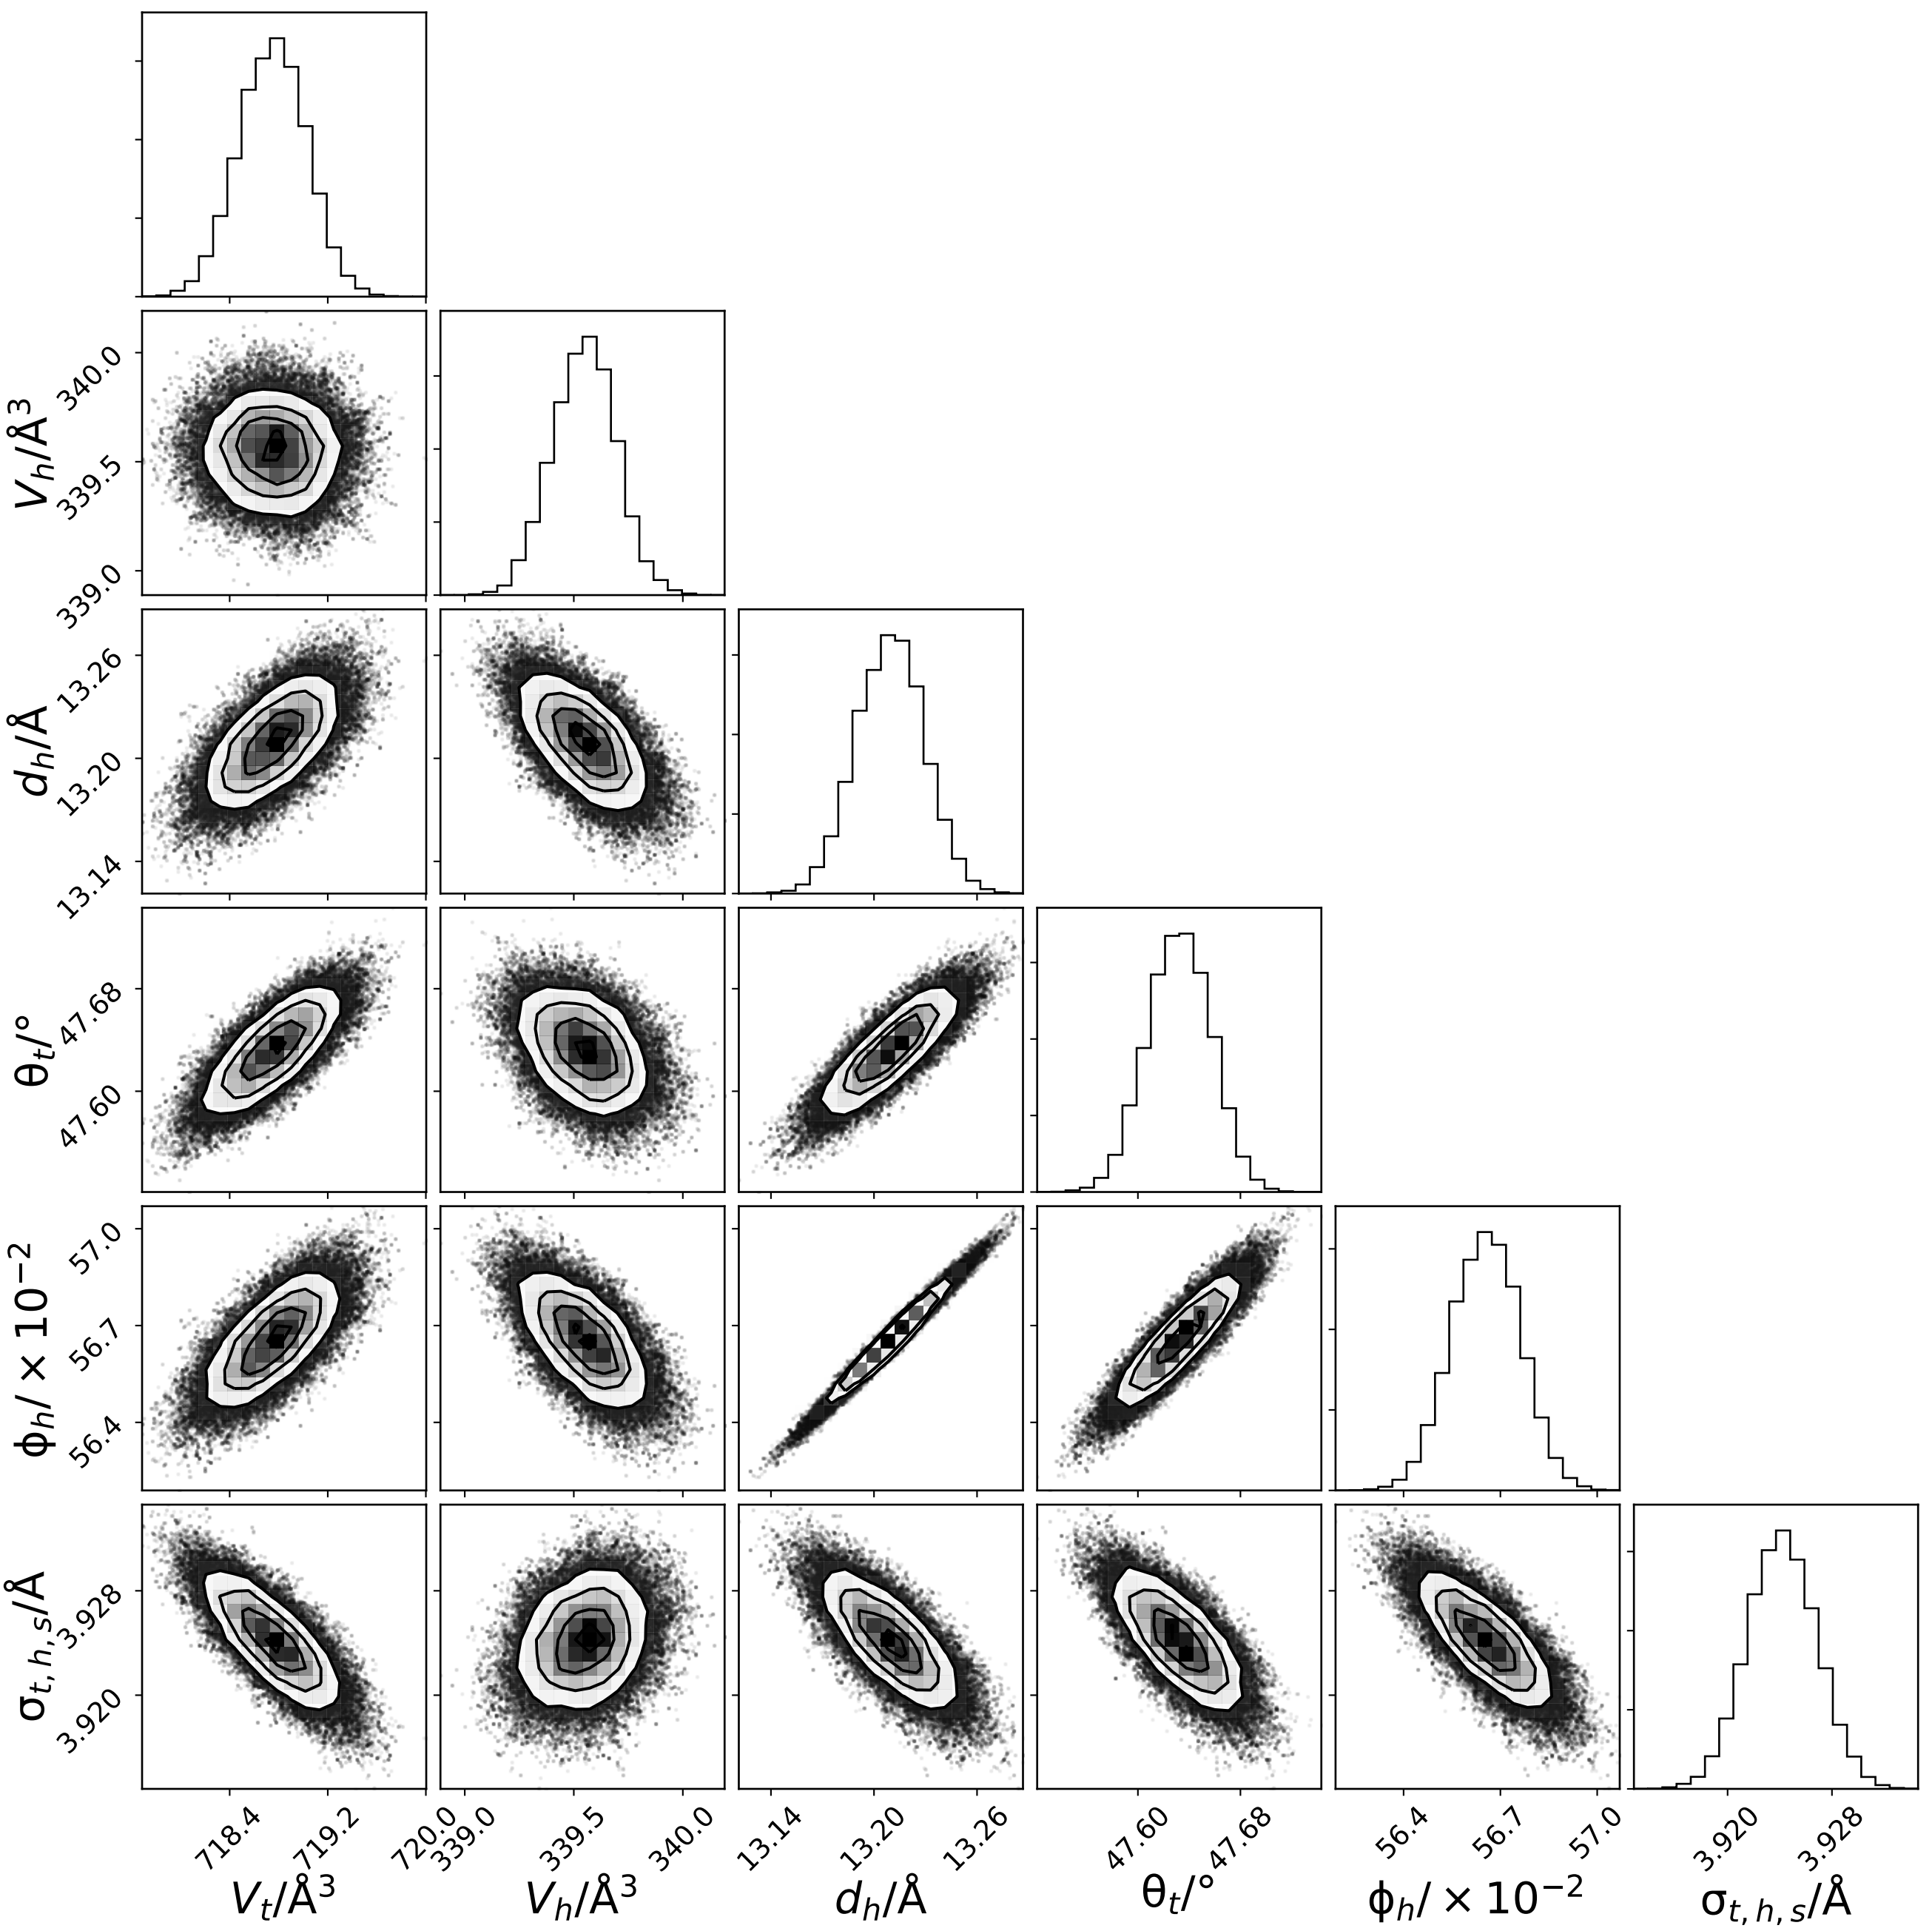 340.0
339.5
339.0
V_h/Å^3
13.26
13.20
13.14
d_h/Å
47.68
47.60
θ_t/°
57.0
56.7
56.4
ϕ_h/ × 10^−2
3.928
3.920
σ_{t, h, s}/Å
718.4 719.2 720.0 339.0 339.5 340.0 13.14 13.20 13.26 47.60 47.68 56.4 56.7 57.0 3.920 3.928
V_t/Å^3 V_h/Å^3 d_h/Å θ_t/° ϕ_h/ × 10^−2 σ_{t, h, s}/Å